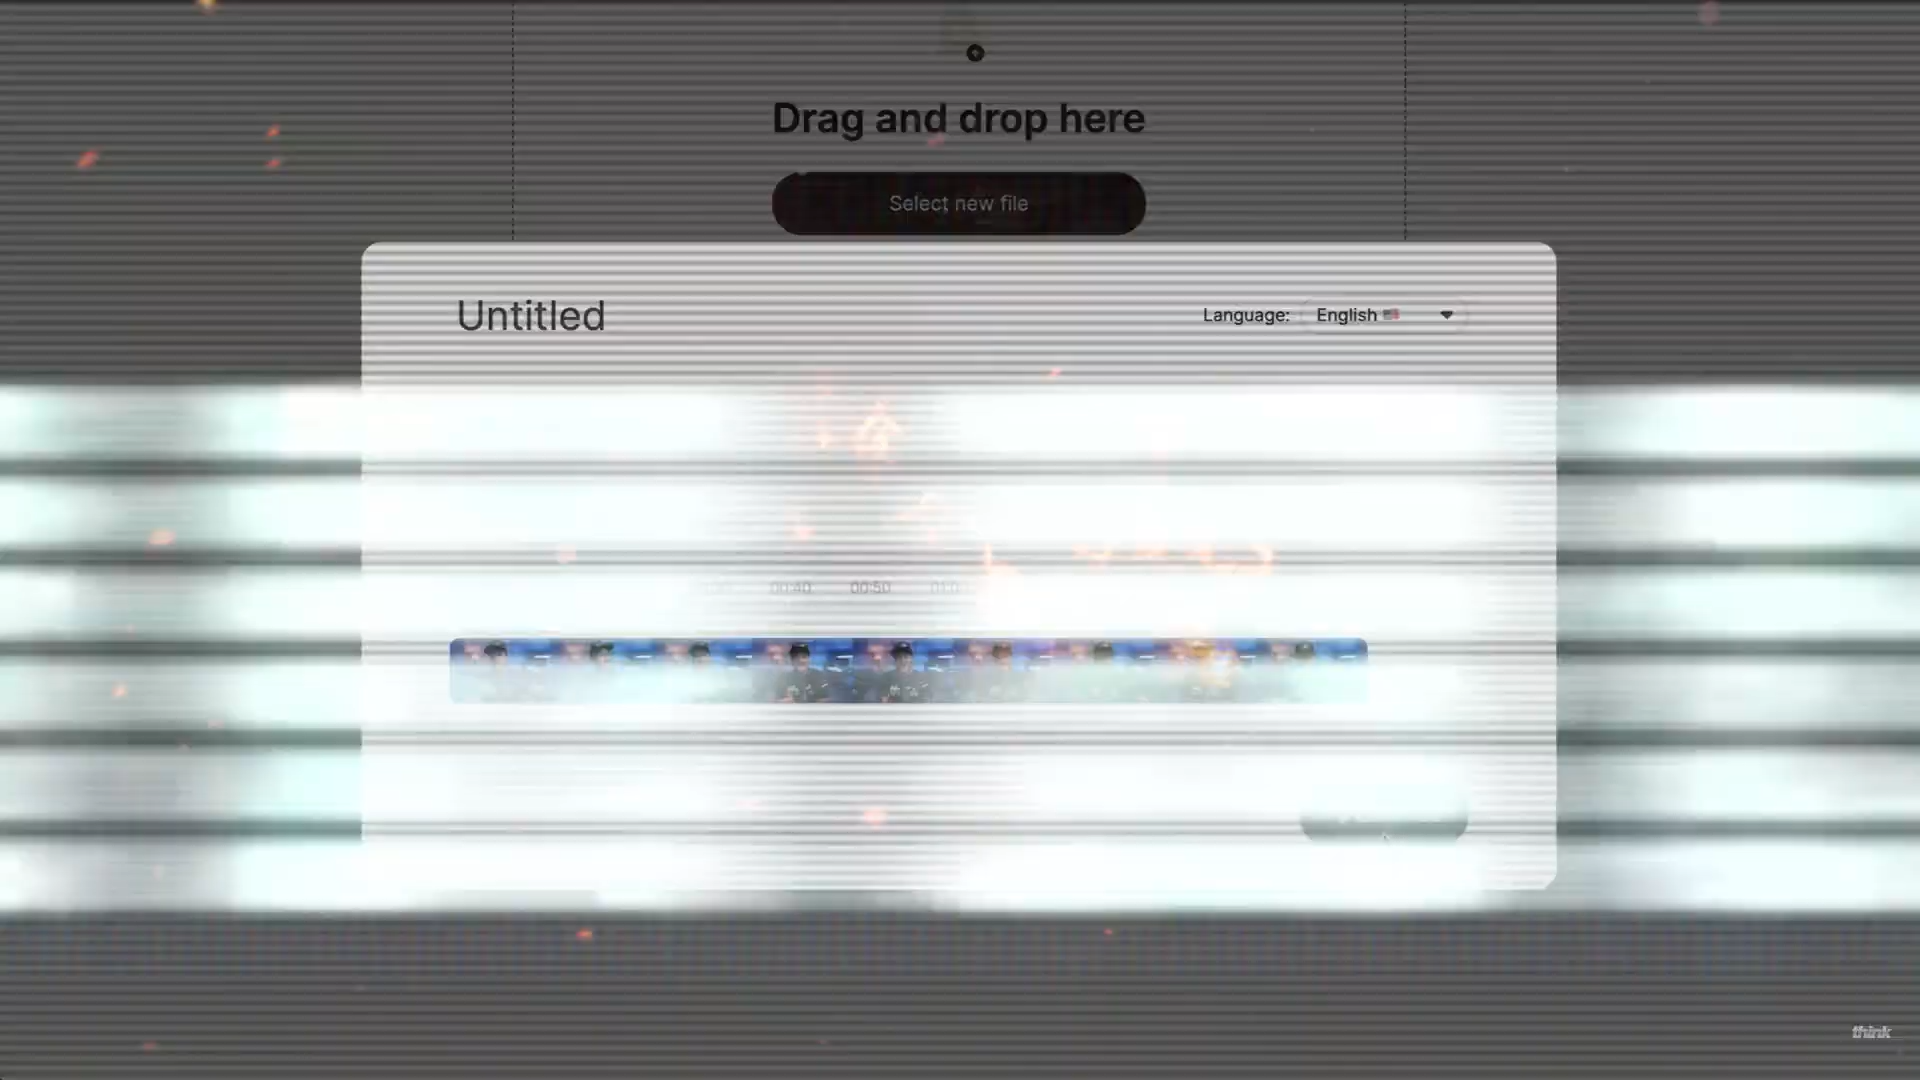 Drag and drop here
Select new file
Untitled
Language: English
00:40 00:50
think